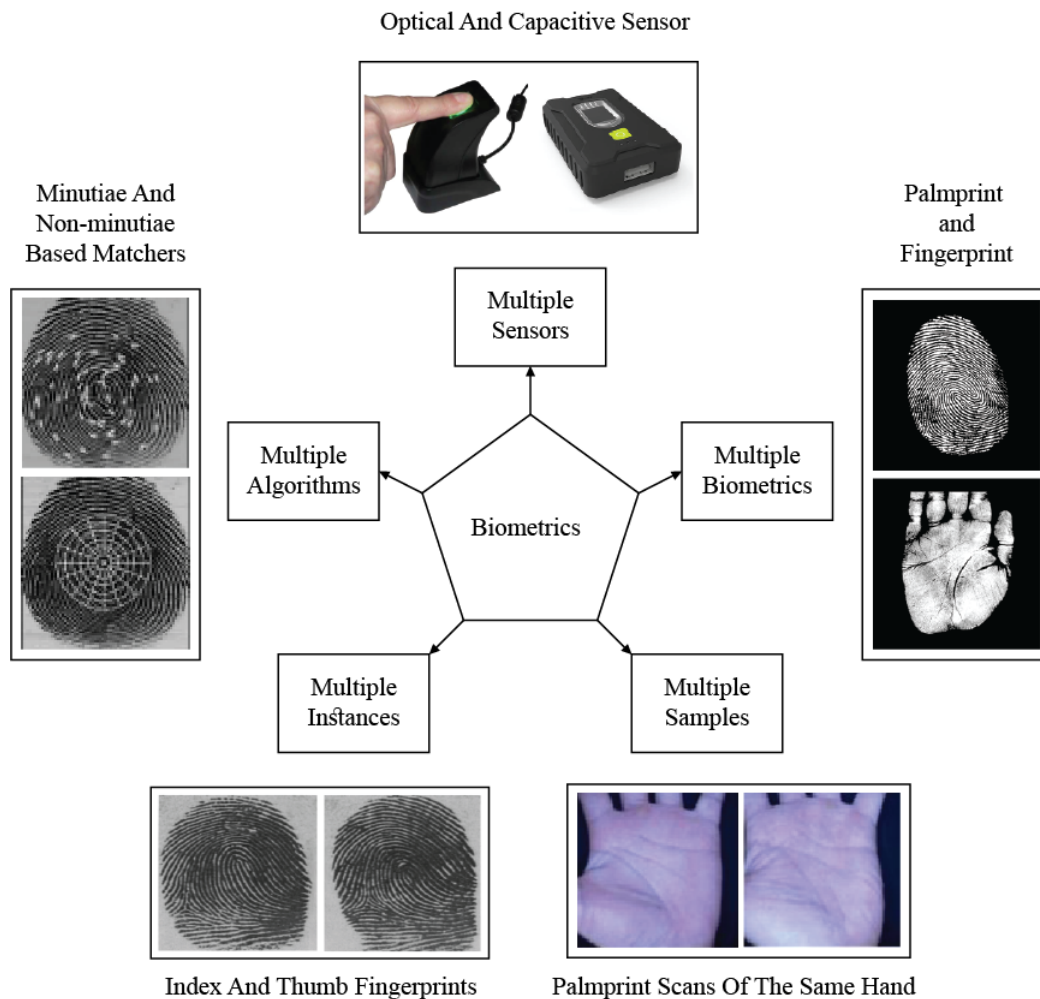 Optical And Capacitive Sensor
Minutiae And
Non-minutiae
Based Matchers
Palmprint
and
Fingerprint
Multiple
Sensors
Multiple
Algorithms
Multiple
Biometrics
Biometrics
Multiple
Instances
Multiple
Samples
Index And Thumb Fingerprints
Palmprint Scans Of The Same Hand